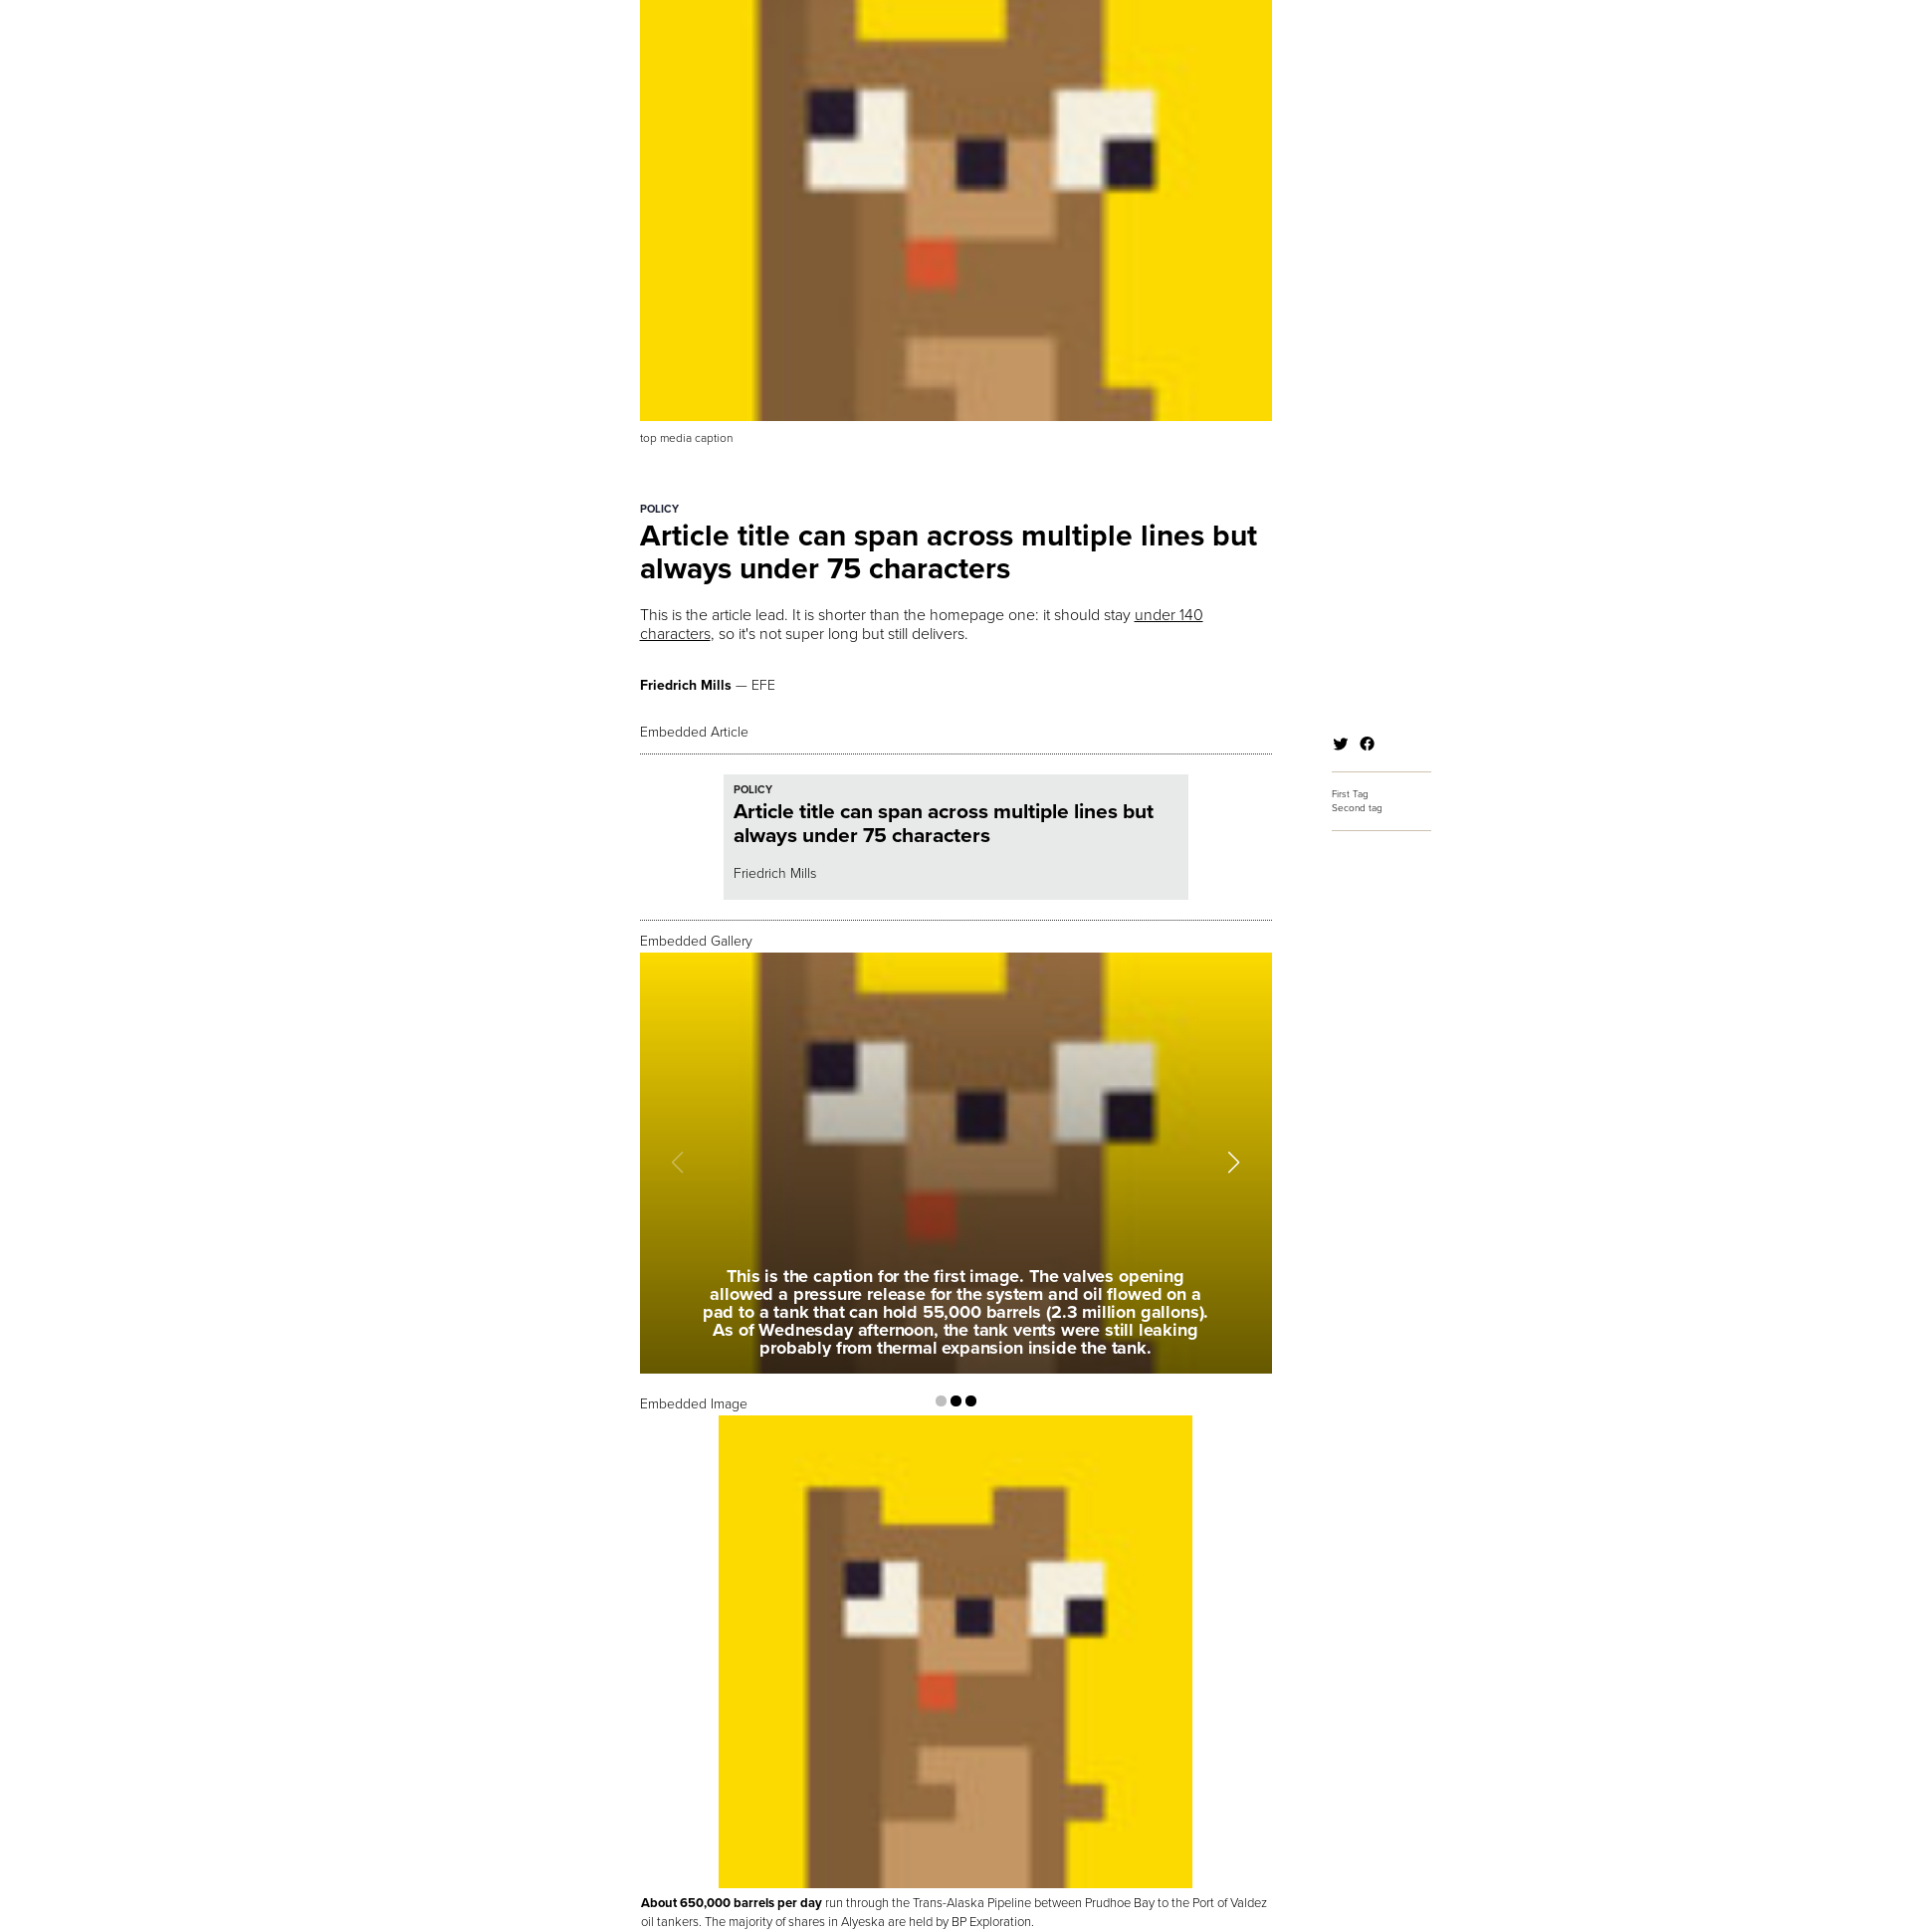 top media caption
POLICY
Article title can span across multiple lines but
always under 75 characters
This is the article lead. It is shorter than the homepage one: it should stay under 140
characters, so it's not super long but still delivers.
Friedrich Mills — EFE
Embedded Article
POLICY
Article title can span across multiple lines but
always under 75 characters
Friedrich Mills
First Tag
Second tag
Embedded Gallery
This is the caption for the first image. The valves opening
allowed a pressure release for the system and oil flowed on a
pad to a tank that can hold 55,000 barrels (2.3 million gallons).
As of Wednesday afternoon, the tank vents were still leaking
probably from thermal expansion inside the tank.
Embedded Image
About 650,000 barrels per day run through the Trans-Alaska Pipeline between Prudhoe Bay to the Port of Valdez
oil tankers. The majority of shares in Alyeska are held by BP Exploration.